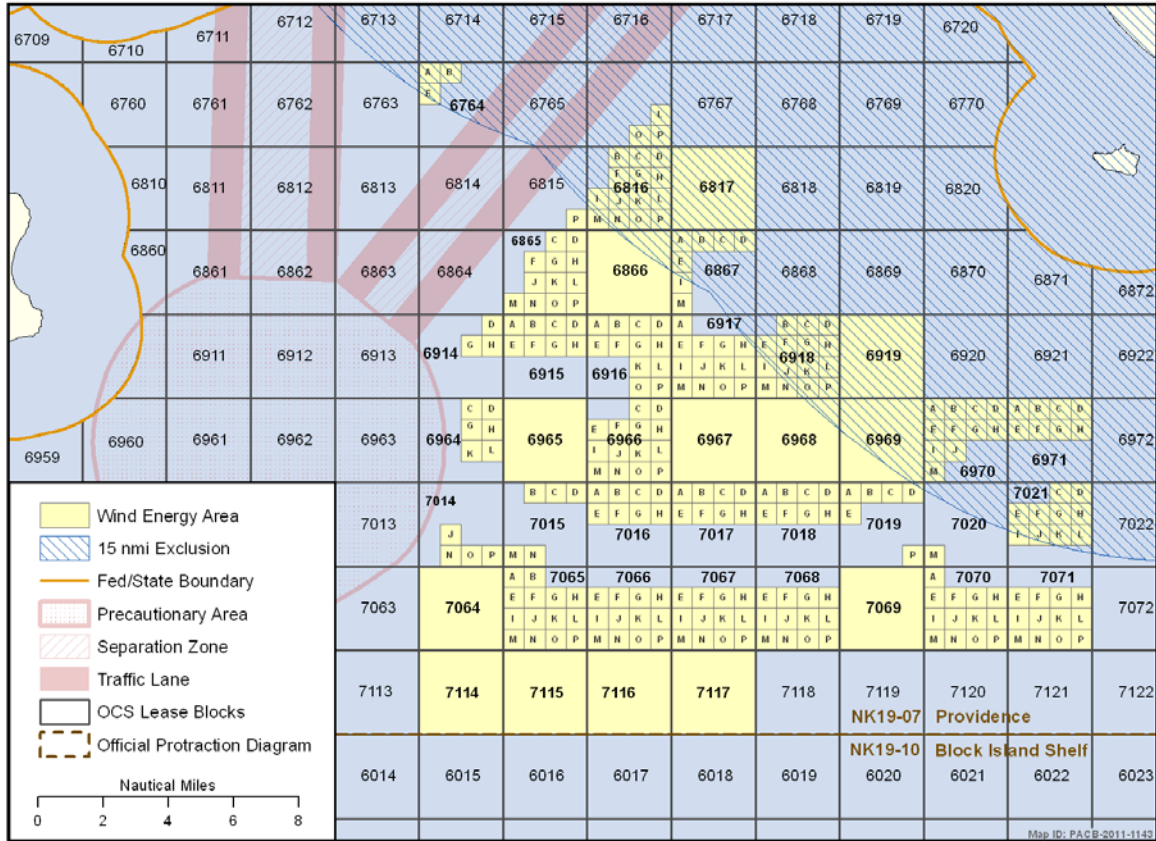 6709 6710 6711 6712 6713 6714 6715 6716 6717 6718 6719 6720
A B
E
6760 6761 6762 6763 6764 6765 6767 6768 6769 6770
L
O P
B C D
F G H
6810 6811 6812 6813 6814 6815 6816 6817 6818 6819 6820
I J K L
P M N O P
6860 6865 C D A B C D
F G H E
6861 6862 6863 6864 6866 6867 6868 6869 6870 6871 6872
J K L I
M N O P M
D A B C D A B C D A 6917 B C D
6914 G H E F G H E F G H E F G H E F G H
6911 6912 6913 6918 6919 6920 6921 6922
6915 6916 K L I J K L I J K L
O P M N O P M N O P
C D C D A B C D A B C D
G H E F G H E F G H E F G H
6960 6961 6962 6963 6964 6965 6966 6967 6968 6969 6972
K L I J K L I J
6959 M N O P M 6970 6971
7014 B C D A B C D A B C D A B C D A B C D 7021 C D
E F G H E F G H E F G H E E F G H
7013 7015 7016 7017 7018 7019 7020 7022
J I J K L
N O P M N P M
A B 7065 7066 7067 7068 A 7070 7071
E F G H E F G H E F G H E F G H E F G H E F G H
7063 7064 7069 7072
I J K L I J K L I J K L I J K L I J K L I J K L
M N O P M N O P M N O P M N O P M N O P M N O P
7113 7114 7115 7116 7117 7118 7119 7120 7121 7122
NK19-07 Providence
NK19-10 Block Island Shelf
6014 6015 6016 6017 6018 6019 6020 6021 6022 6023
Wind Energy Area
15 nmi Exclusion
Fed/State Boundary
Precautionary Area
Separation Zone
Traffic Lane
OCS Lease Blocks
Official Protraction Diagram
Nautical Miles
0 2 4 6 8
Map ID: PACB-2011-1143